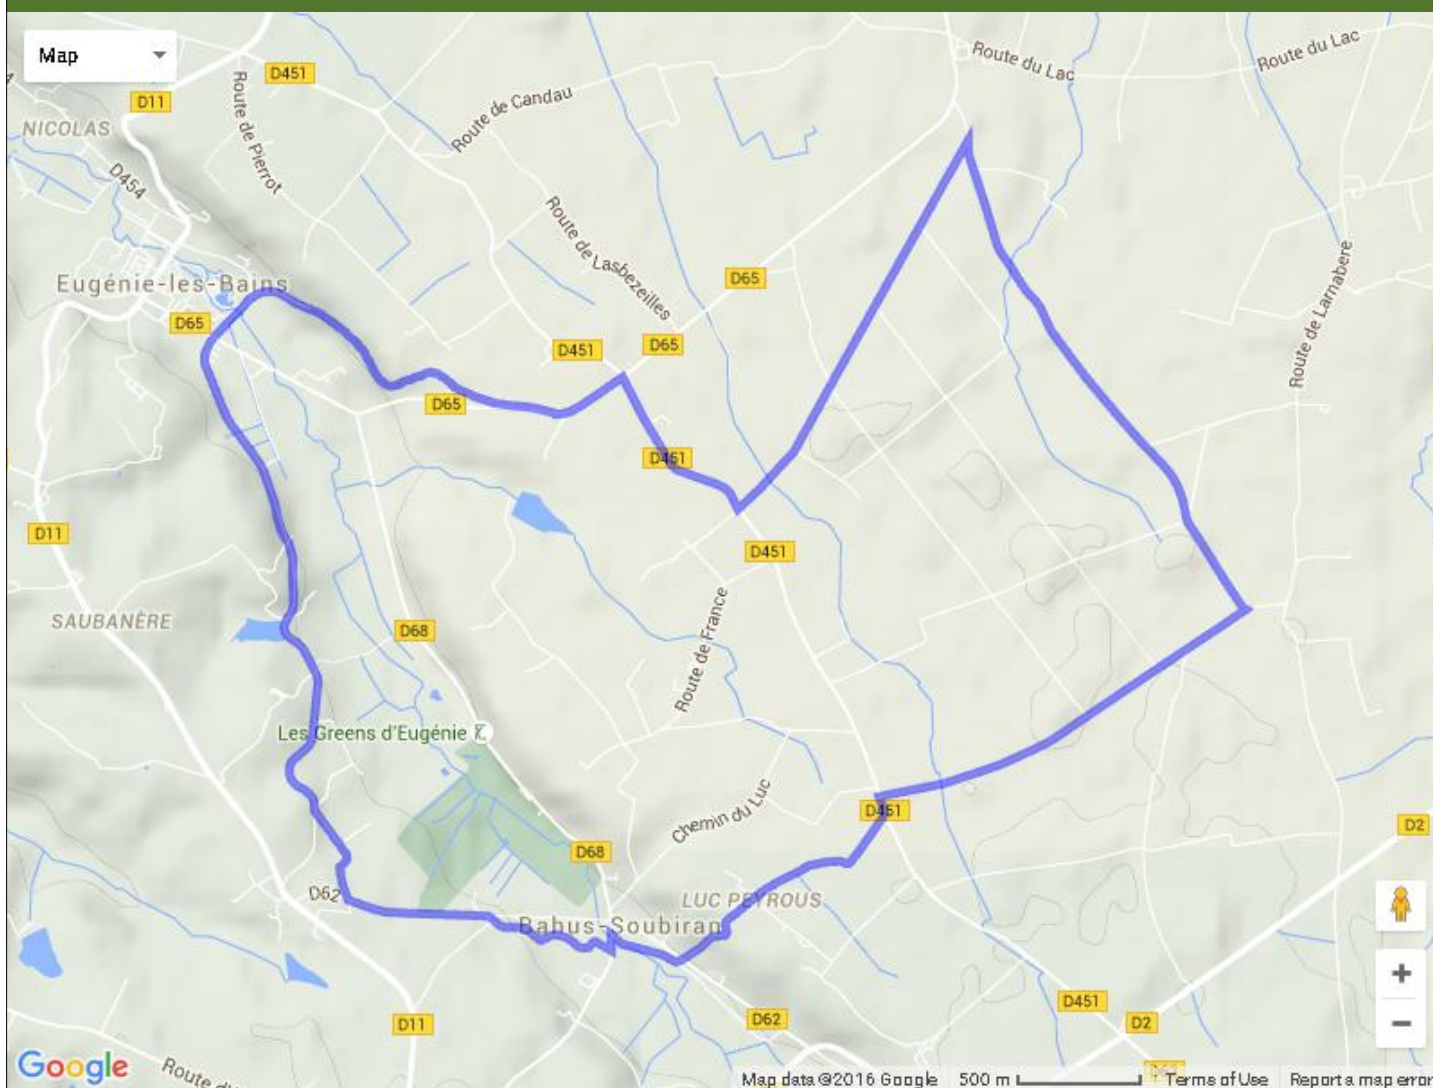 Map
D451
D11
Route du Lac
Route du Lac
NICOLAS
Route de Pierrot
Route de Candau
D454
Route de Lasbezeilles
Eugénie-les-Bains
D65
D65
D451
D65
Route de Larnabere
D65
D451
D11
D451
SAUBANÈRE
D68
Route de France
Les Greens d'Eugénie
Chemin du Luc
D451
D2
D68
D62
LUC PEYROUS
Bahus-Soubiran
+
D451
D11
D62
D2
−
Google
Route du
Map data ©2016 Google 500 m Terms of Use Report a map error